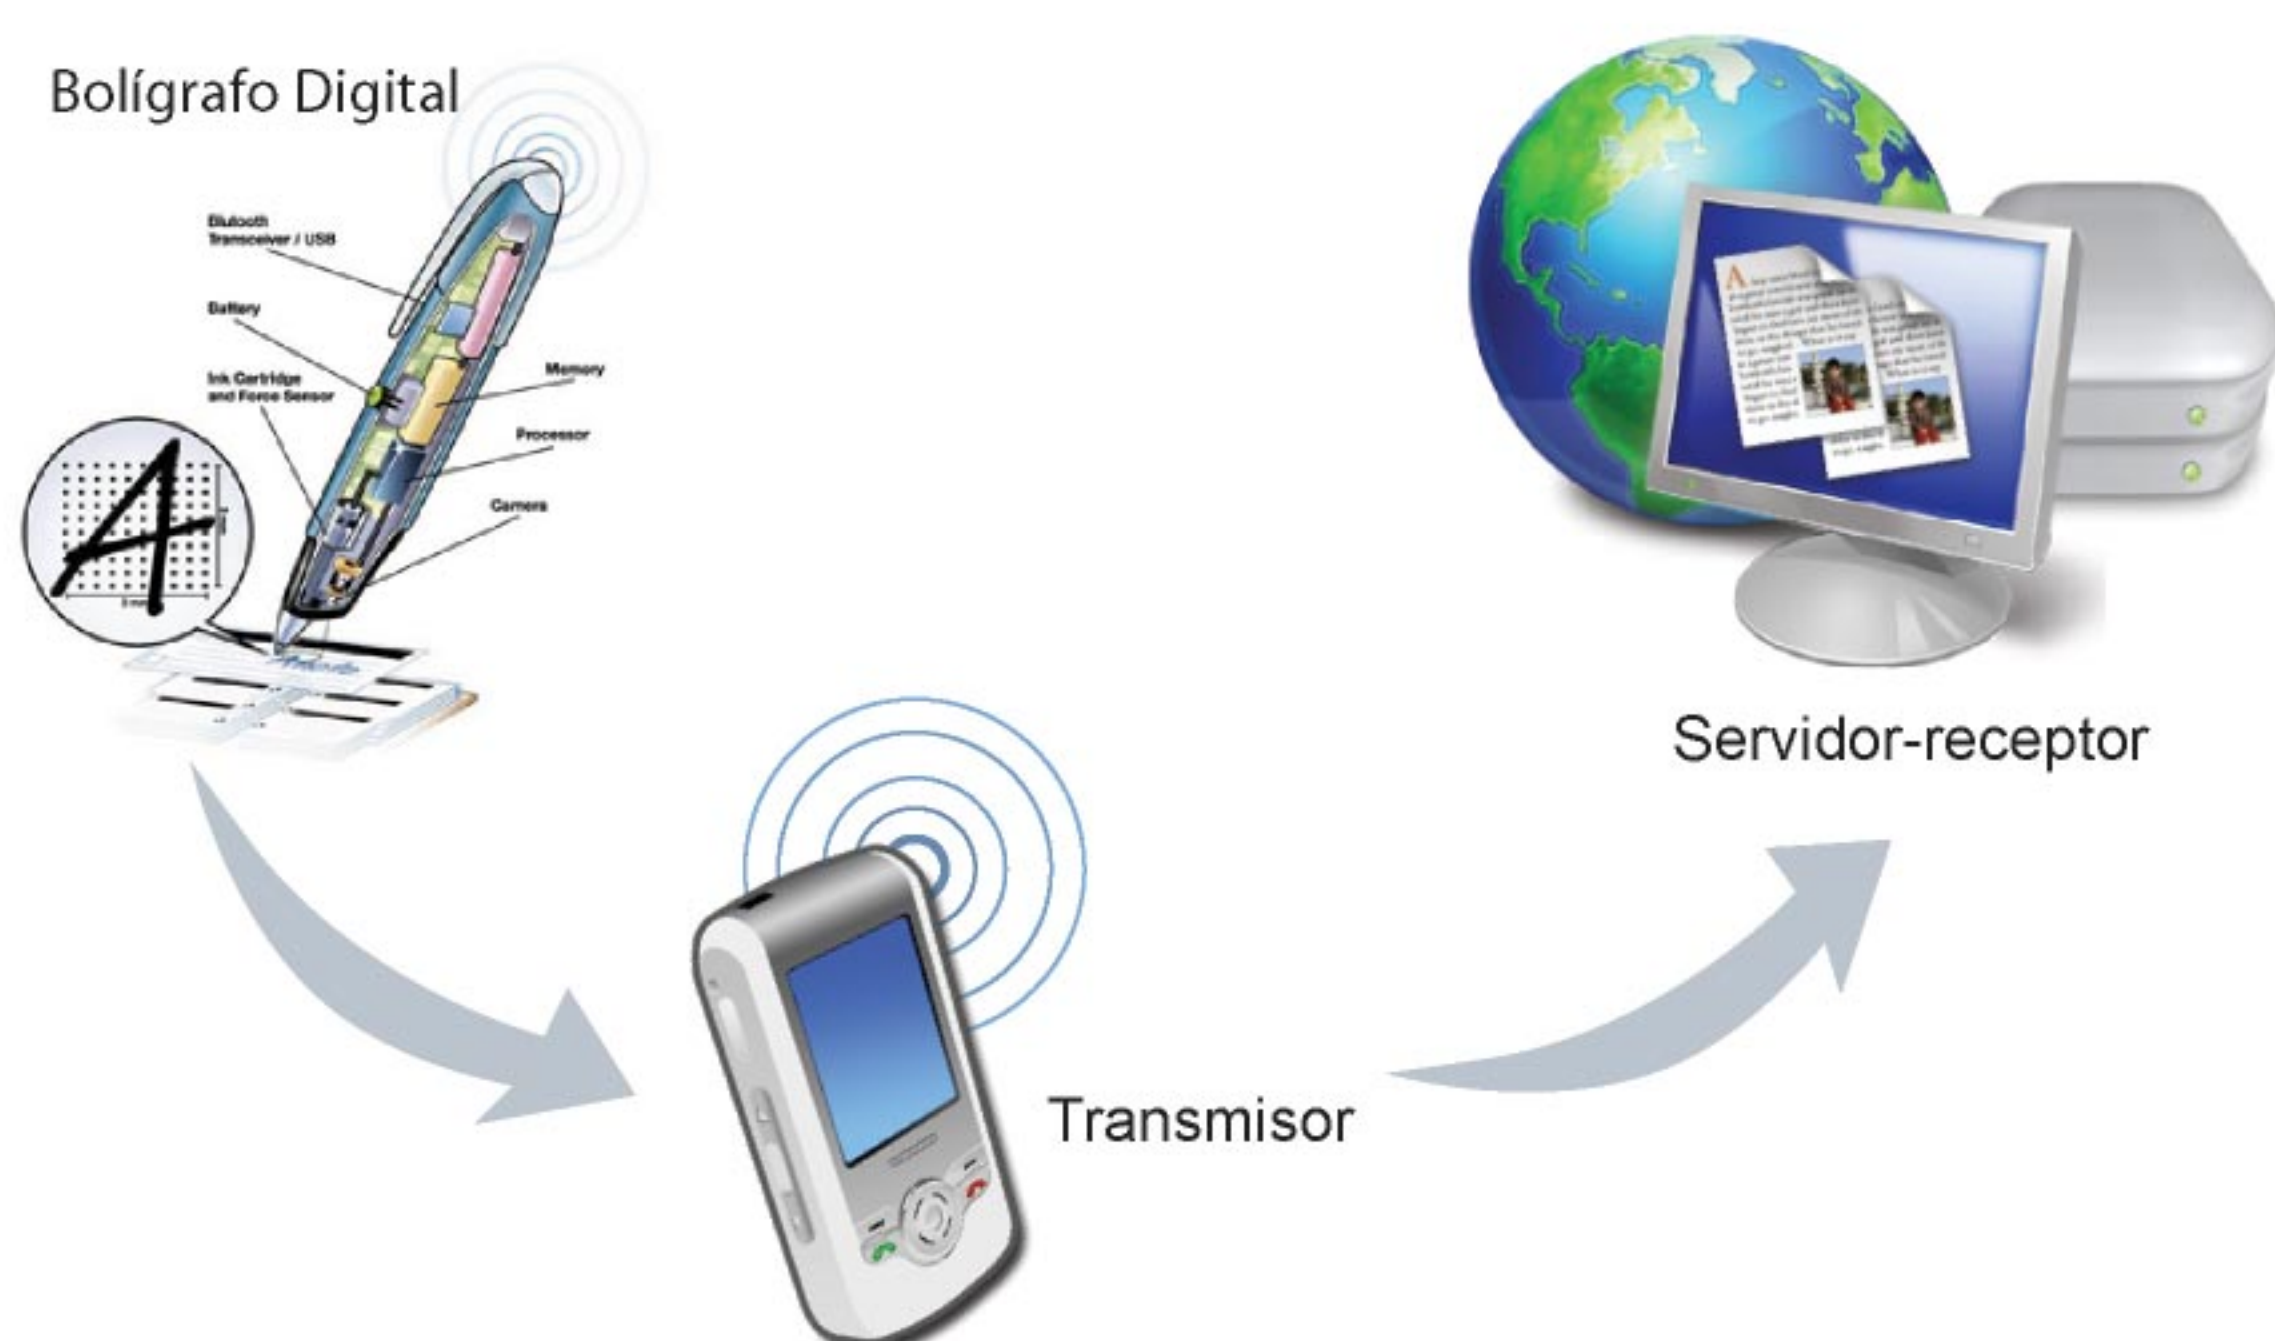 Bolígrafo Digital
Blutooth
Transceiver / USB
Battery
Ink Cartridge
and Force Sensor
Memory
Processor
Camera
Servidor-receptor
Transmisor